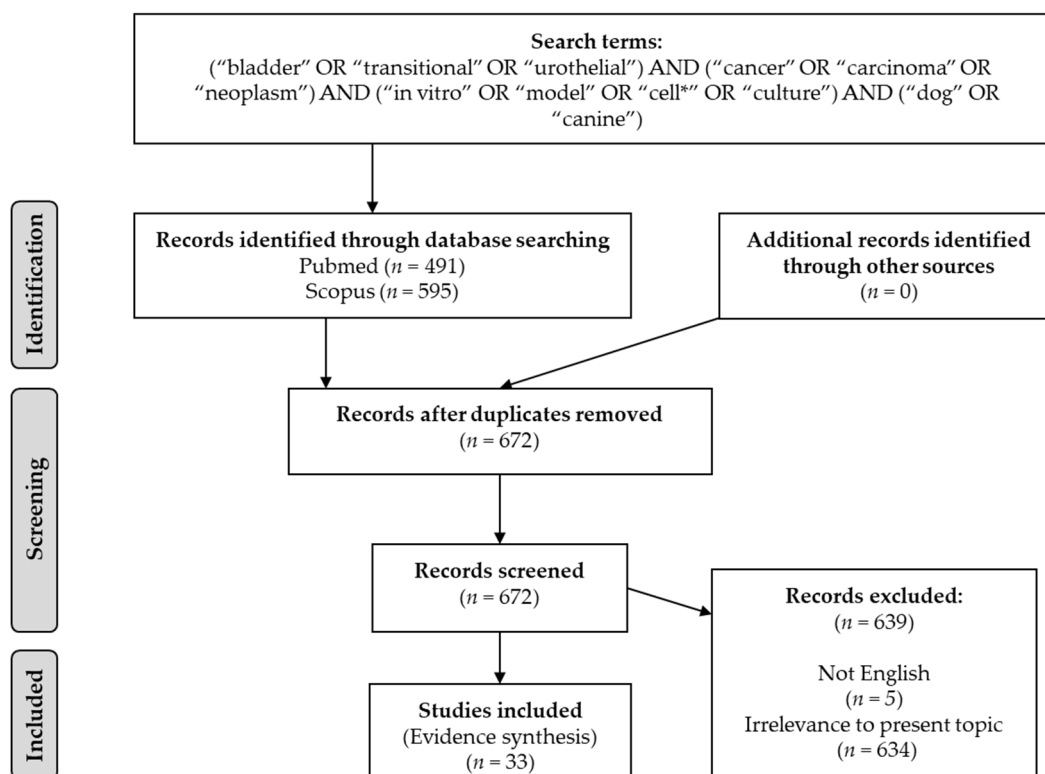 Search terms:
(“bladder” OR “transitional” OR “urothelial”) AND (“cancer” OR “carcinoma” OR
“neoplasm”) AND (“in vitro” OR “model” OR “cell*” OR “culture”) AND (“dog” OR
“canine”)
Identification
Records identified through database searching
Pubmed (n = 491)
Scopus (n = 595)
Additional records identified
through other sources
(n = 0)
Screening
Records after duplicates removed
(n = 672)
Records screened
(n = 672)
Records excluded:
(n = 639)
Not English
(n = 5)
Irrelevance to present topic
(n = 634)
Included
Studies included
(Evidence synthesis)
(n = 33)